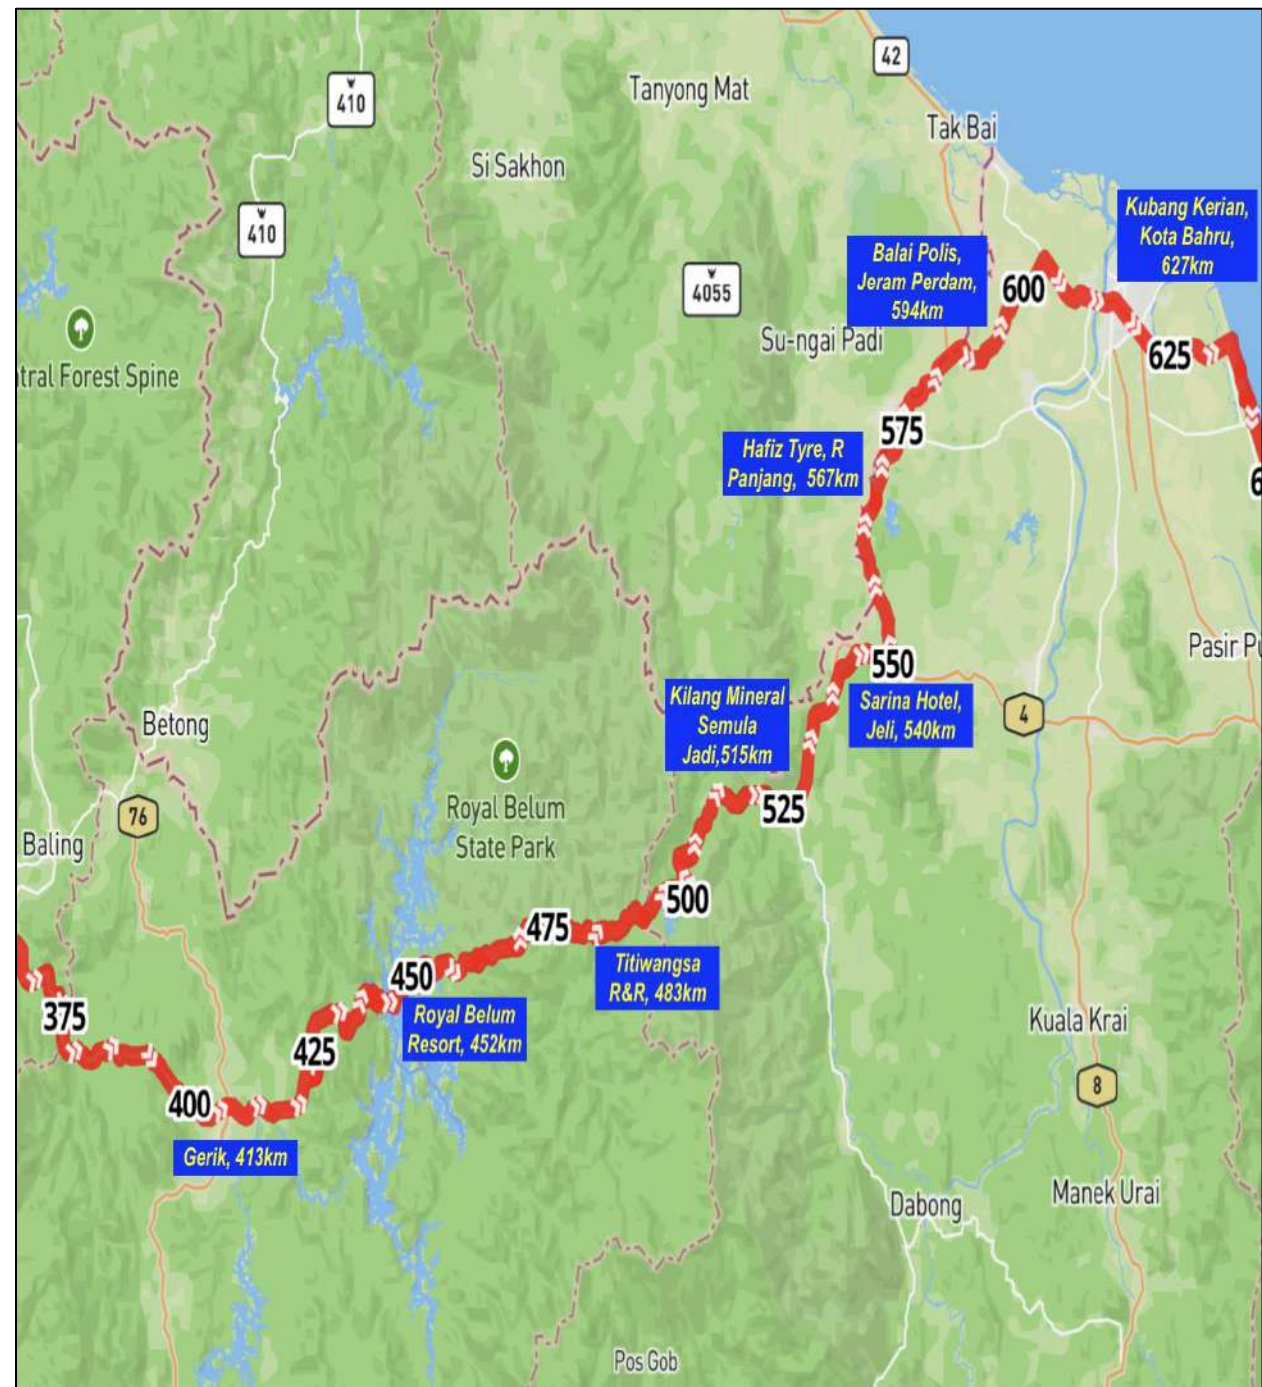 42
Tanyong Mat
410
Tak Bai
Si Sakhon
Kubang Kerian,
Kota Bahru,
627km
410
Balai Polis,
Jeram Perdam,
594km
4055
600
Su-ngai Padi
625
tral Forest Spine
575
Hafiz Tyre, R
Panjang, 567km
6
Pasir Pu
550
Kilang Mineral
Semula
Jadi,515km
Sarina Hotel,
Jeli, 540km
4
Betong
Royal Belum
State Park
525
76
Baling
500
475
450
Titiwangsa
R&R, 483km
375
Royal Belum
Resort, 452km
Kuala Krai
425
8
400
Gerik, 413km
Manek Urai
Dabong
Pos Gob